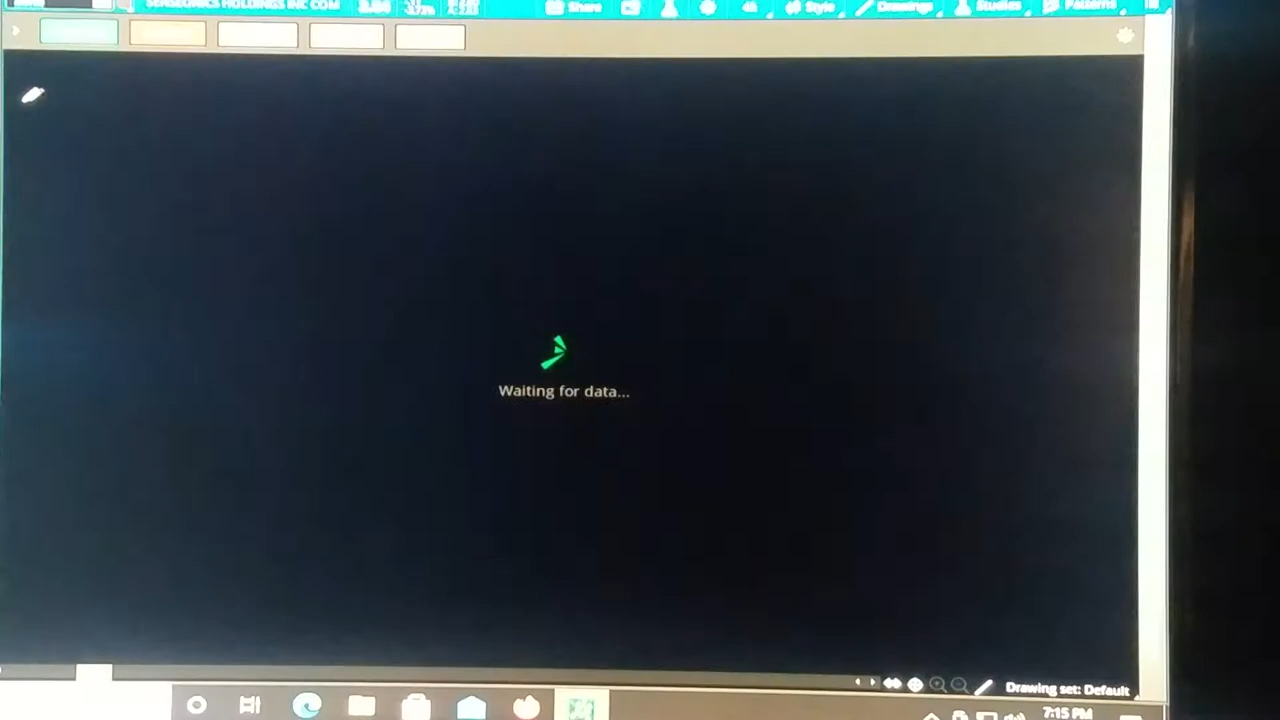 SENSEONICS HOLDINGS INC COM Share Style Drawings Studies Patterns
Waiting for data...
Drawing set: Default
7:15 PM